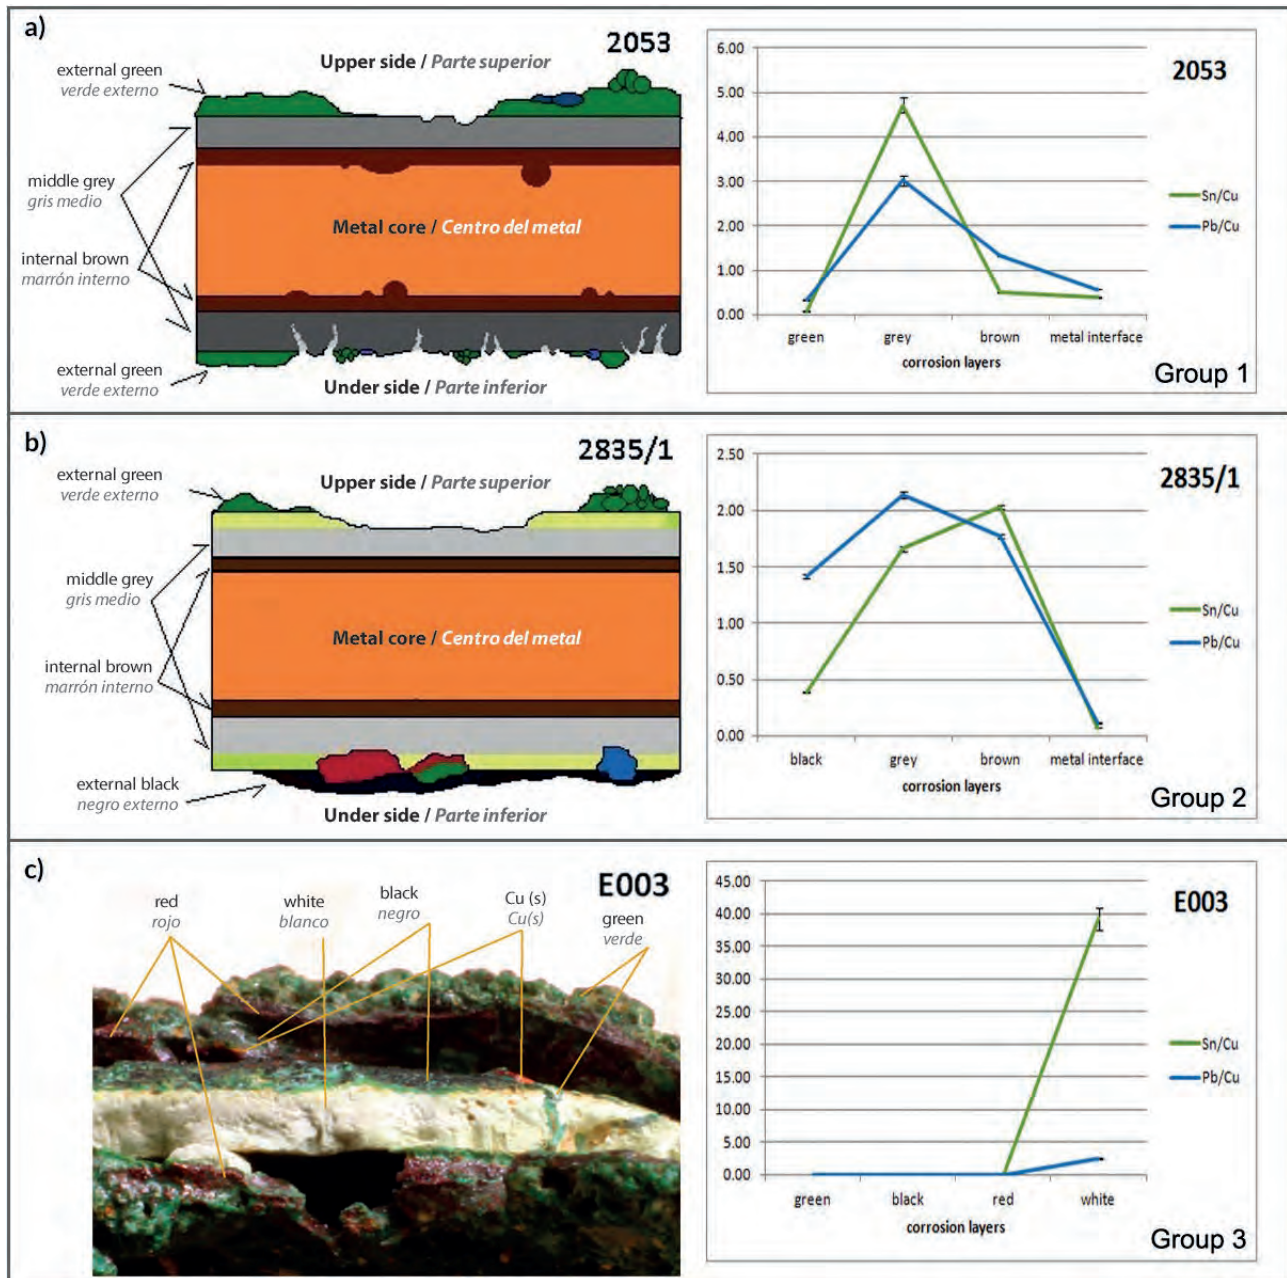 a)
2053
Upper side / Parte superior
external green
verde externo
middle grey
gris medio
Metal core / Centro del metal
internal brown
marrón interno
external green
verde externo
Under side / Parte inferior
6.00
5.00
4.00
3.00
2.00
1.00
0.00
2053
Sn/Cu
Pb/Cu
green
grey
brown
metal interface
corrosion layers
Group 1
b)
2835/1
Upper side / Parte superior
external green
verde externo
middle grey
gris medio
Metal core / Centro del metal
internal brown
marrón interno
external black
negro externo
Under side / Parte inferior
2.50
2.00
1.50
1.00
0.50
0.00
2835/1
Sn/Cu
Pb/Cu
black
grey
brown
metal interface
corrosion layers
Group 2
c)
E003
red
rojo
white
blanco
black
negro
Cu (s)
Cu(s)
green
verde
45.00
40.00
35.00
30.00
25.00
20.00
15.00
10.00
5.00
0.00
E003
Sn/Cu
Pb/Cu
green
black
red
white
corrosion layers
Group 3